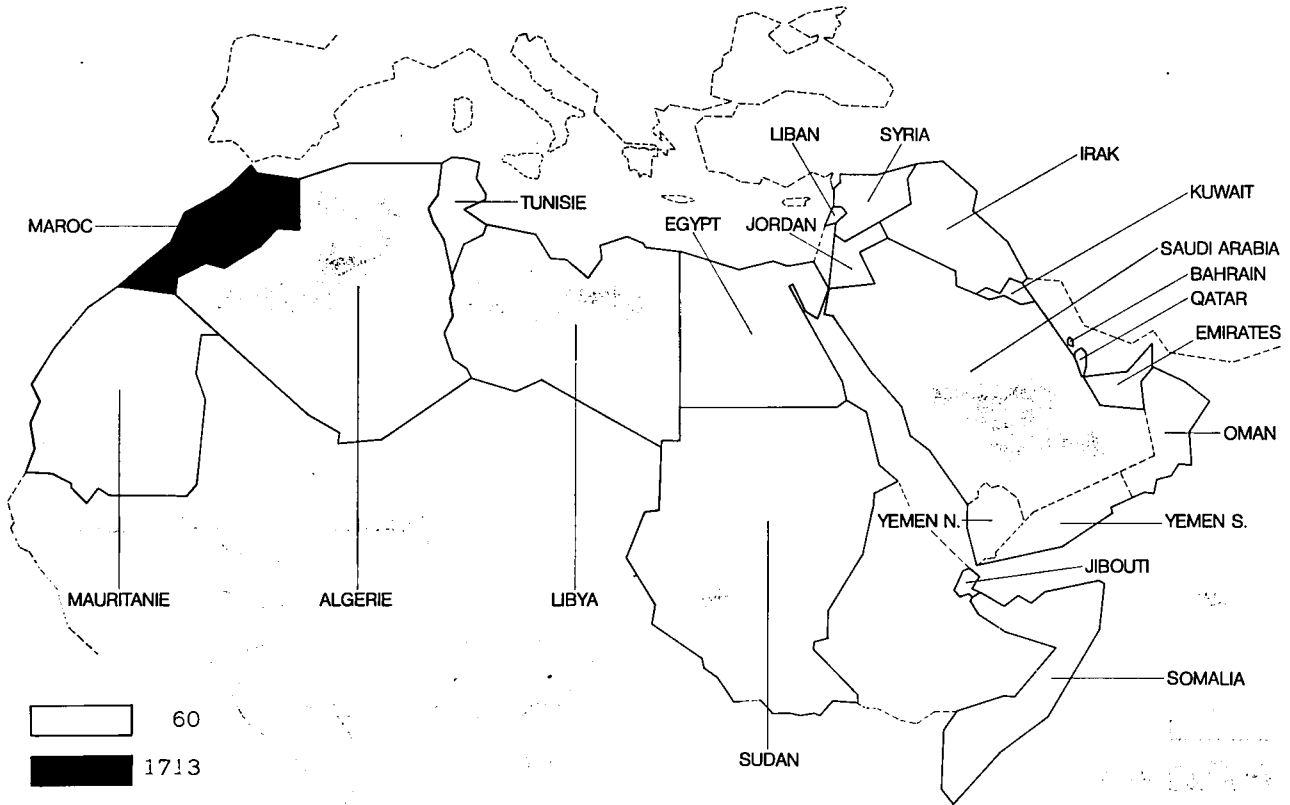 LIBAN
SYRIA
IRAK
KUWAIT
MAROC
TUNISIE
EGYPT
JORDAN
SAUDI ARABIA
BAHRAIN
QATAR
EMIRATES
OMAN
YEMEN N.
YEMEN S.
JIBOUTI
MAURITANIE
ALGERIE
LIBYA
SOMALIA
60
1713
SUDAN